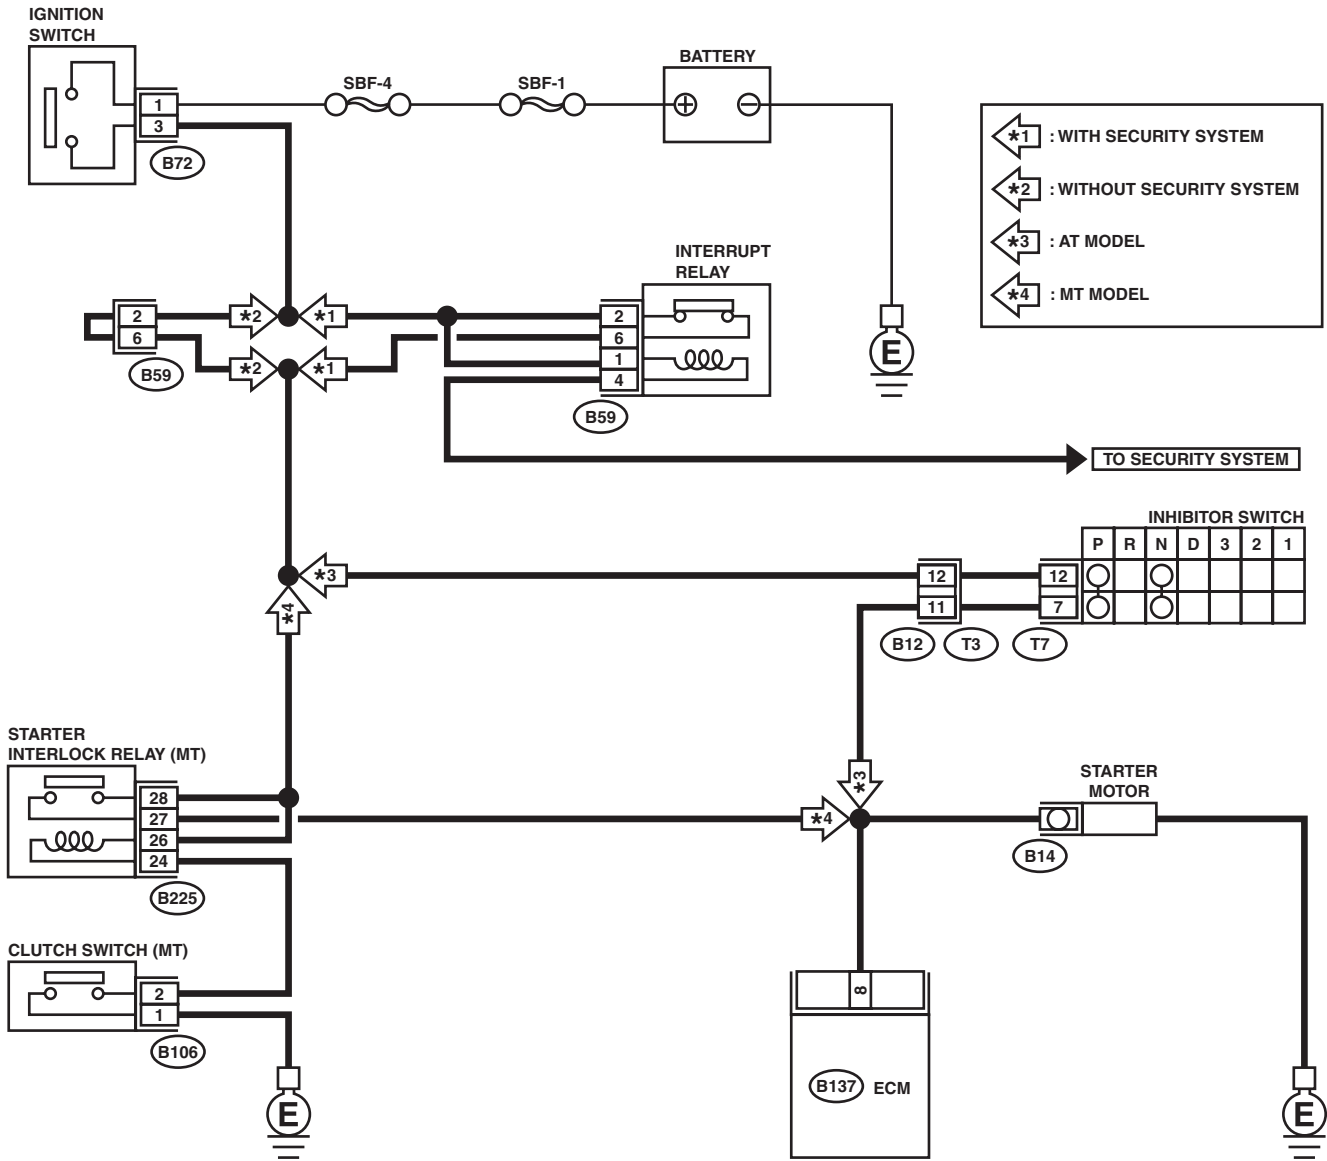 IGNITION
SWITCH
SBF-4
SBF-1
BATTERY
1
3
B72
+
−
*1 : WITH SECURITY SYSTEM
*2 : WITHOUT SECURITY SYSTEM
*3 : AT MODEL
*4 : MT MODEL
INTERRUPT
RELAY
2
6
B59
*2
*1
*2
*1
2
6
1
4
B59
E
TO SECURITY SYSTEM
INHIBITOR SWITCH
P R N D 3 2 1
*3
12
11
12
7
B12
T3
T7
*4
STARTER
INTERLOCK RELAY (MT)
28
27
26
24
B225
*3
*4
STARTER
MOTOR
B14
CLUTCH SWITCH (MT)
2
1
B106
E
8
B137 ECM
E